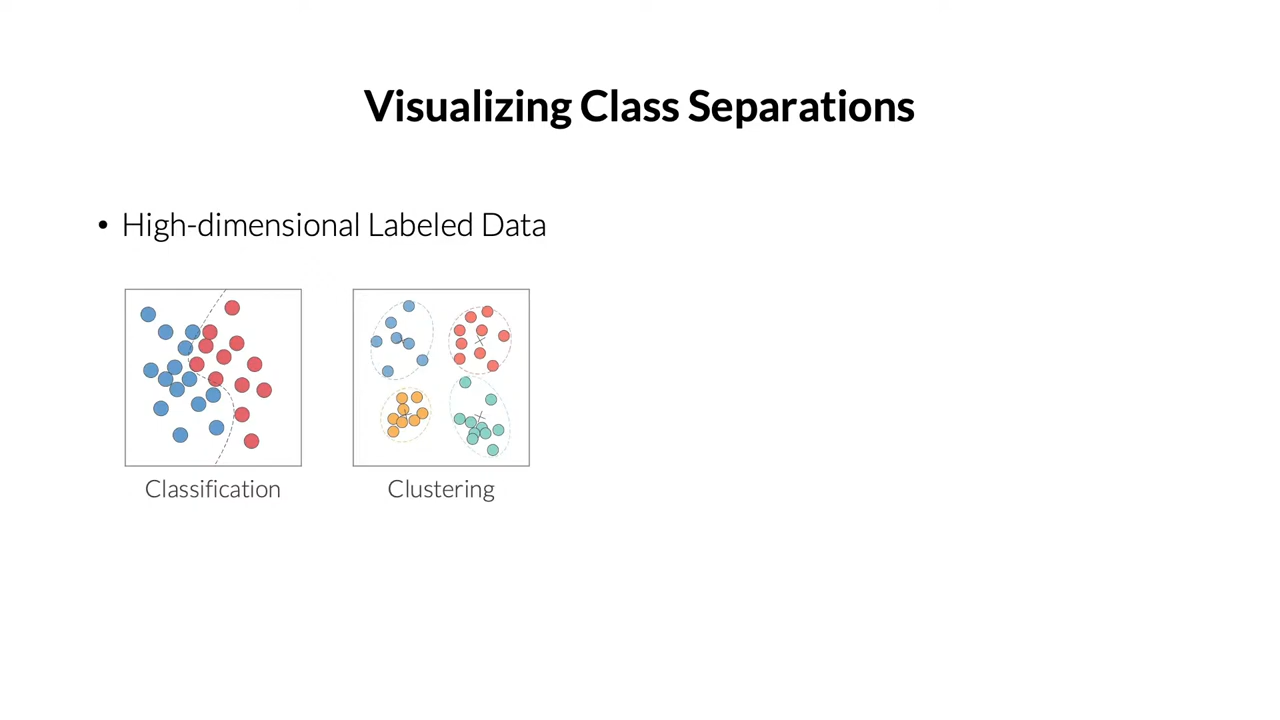 Visualizing Class Separations
• High-dimensional Labeled Data
Classification
Clustering